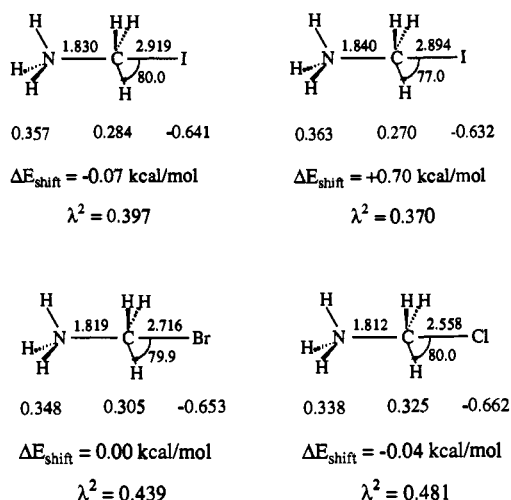 H H H H H H
N 1.830 C 2.919 I N 1.840 C 2.894 I
H 80.0 H 77.0
H H H H
0.357 0.284 -0.641 0.363 0.270 -0.632
ΔE_shift = -0.07 kcal/mol ΔE_shift = +0.70 kcal/mol
λ² = 0.397 λ² = 0.370
H H H H H H
N 1.819 C 2.716 Br N 1.812 C 2.558 Cl
H 79.9 H 80.0
H H H H
0.348 0.305 -0.653 0.338 0.325 -0.662
ΔE_shift = 0.00 kcal/mol ΔE_shift = -0.04 kcal/mol
λ² = 0.439 λ² = 0.481